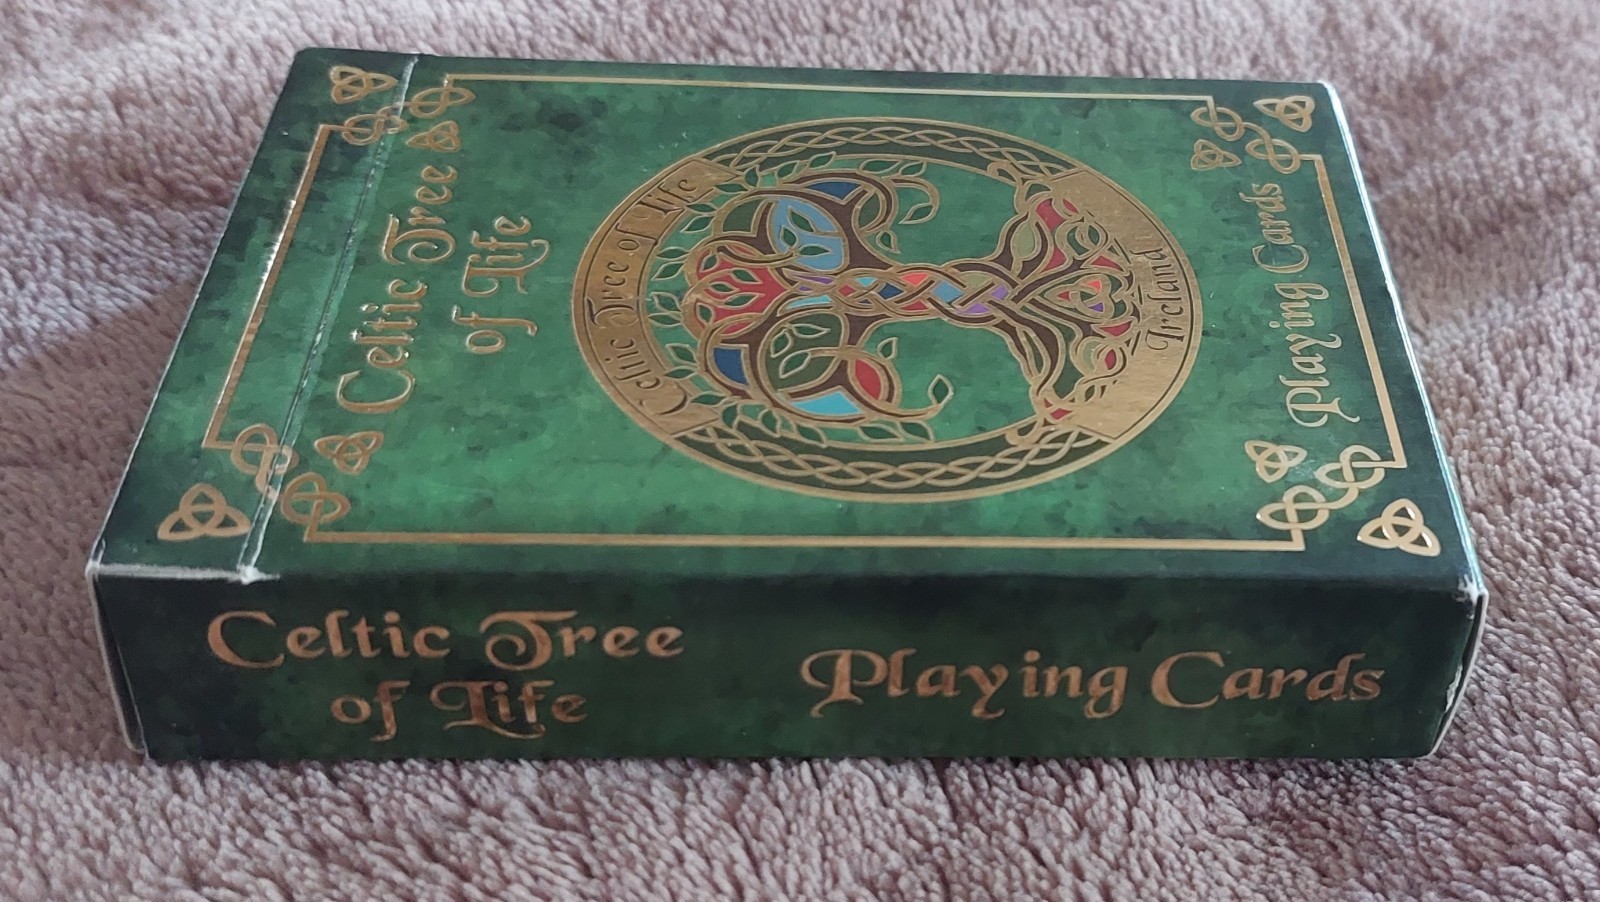 Celtic Tree
of Life
Celtic Tree of Life
Ireland
Playing Cards
Celtic Tree
of Life
Playing Cards